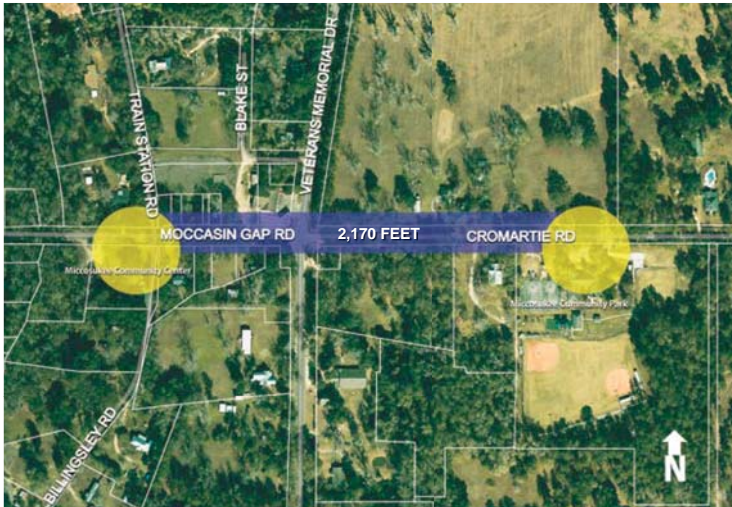 TRAIN STATION RD
BLAKE ST
VETERANS MEMORIAL DR
MOCCASIN GAP RD
2,170 FEET
CROMARTIE RD
Miccosukee Community Center
Miccosukee Community Park
BILLINGSLEY RD
N